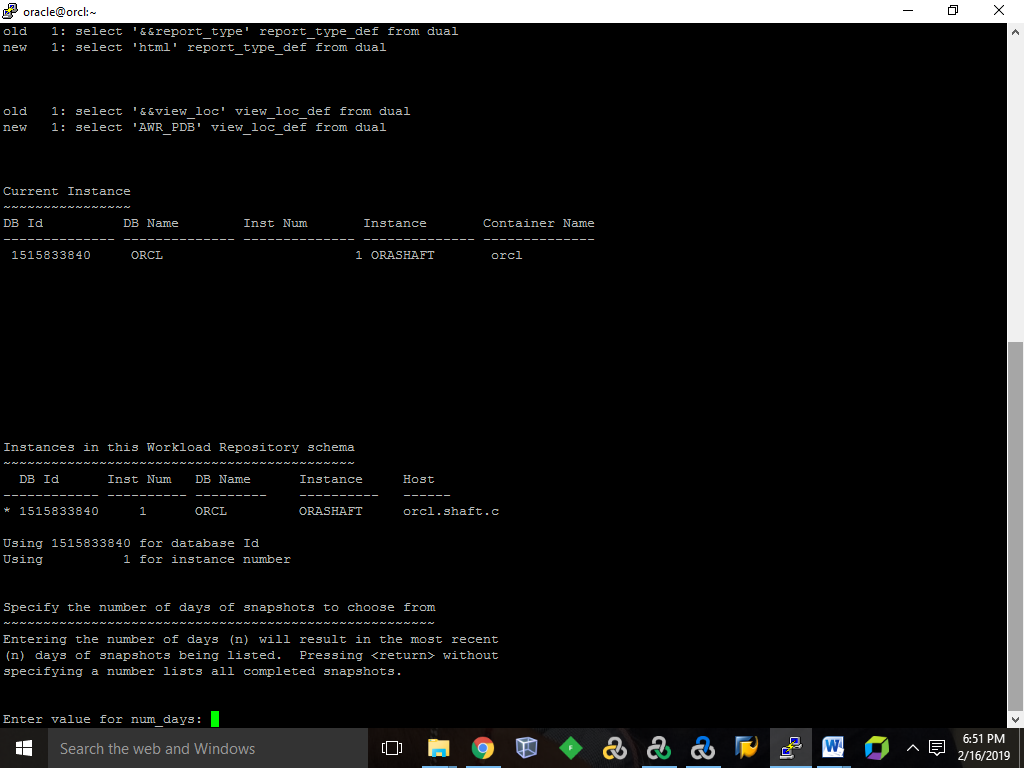 oracle@orcl:~
old   1: select '&&report_type' report_type_def from dual
new   1: select 'html' report_type_def from dual
old   1: select '&&view_loc' view_loc_def from dual
new   1: select 'AWR_PDB' view_loc_def from dual
Current Instance
~~~~~~~~~~~~~~~~
DB Id          DB Name        Inst Num       Instance       Container Name
-------------- -------------- -------------- -------------- --------------
 1515833840     ORCL                        1 ORASHAFT       orcl
Instances in this Workload Repository schema
~~~~~~~~~~~~~~~~~~~~~~~~~~~~~~~~~~~~~~~~~~~~
  DB Id      Inst Num   DB Name      Instance     Host
------------ ---------- ---------    ----------   ------
* 1515833840     1      ORCL         ORASHAFT     orcl.shaft.c
Using 1515833840 for database Id
Using          1 for instance number
Specify the number of days of snapshots to choose from
~~~~~~~~~~~~~~~~~~~~~~~~~~~~~~~~~~~~~~~~~~~~~~~~~~~~~~
Entering the number of days (n) will result in the most recent
(n) days of snapshots being listed.  Pressing <return> without
specifying a number lists all completed snapshots.
Enter value for num_days:
Search the web and Windows
6:51 PM
2/16/2019